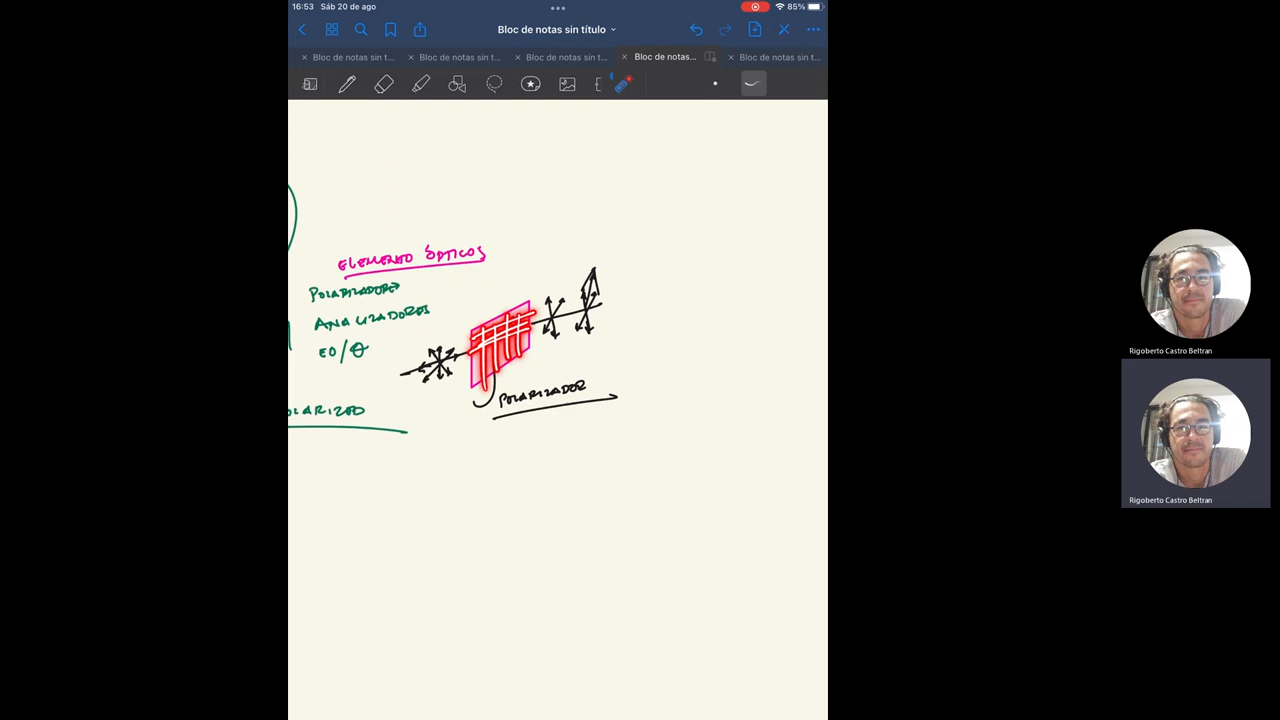 16:53 Sáb 20 de ago
85%
Bloc de notas sin título
Bloc de notas sin t...
Bloc de notas sin t...
Bloc de notas sin t...
Bloc de notas...
Bloc de notas sin t...
ELEMENTO ÓPTICOS
POLARIZADOR
ANALIZADORES
EO/θ
OLARIZED
POLARIZADOR
Rigoberto Castro Beltran
Rigoberto Castro Beltran